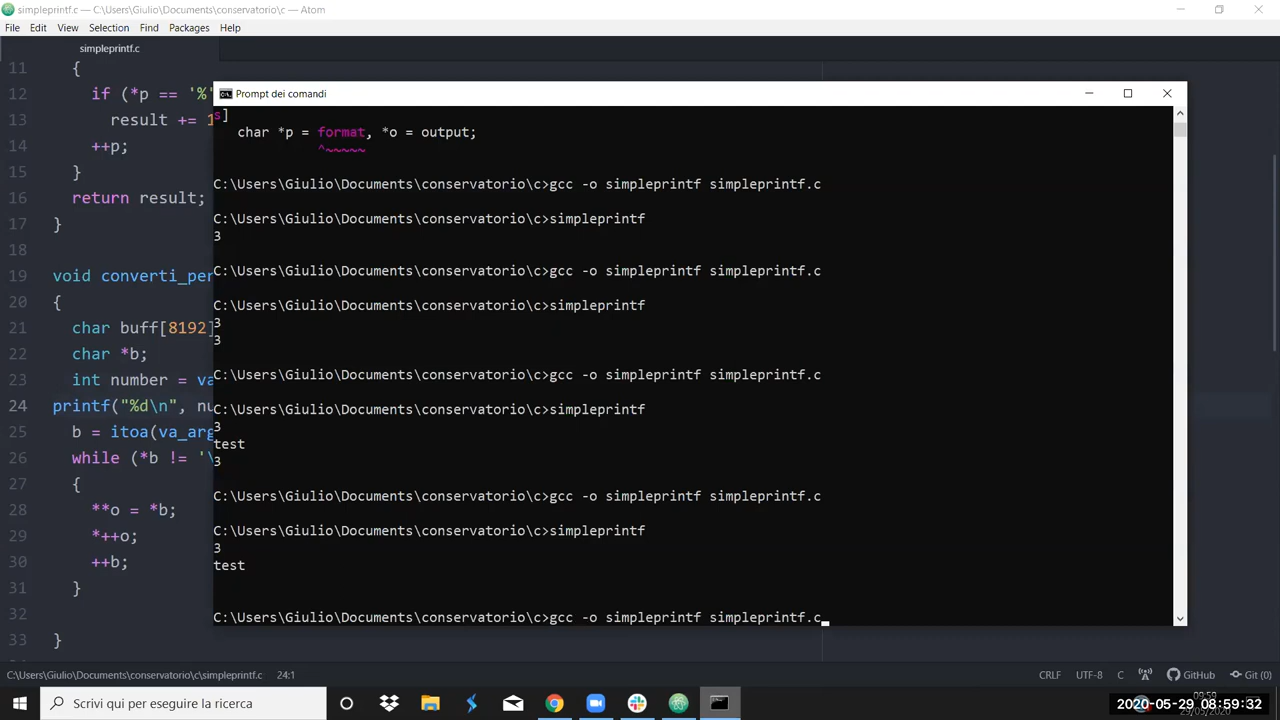 simpleprintf.c — C:\Users\Giulio\Documents\conservatorio\c — Atom
File Edit View Selection Find Packages Help
simpleprintf.c
11 {
12 if (*p == '%'
13 result += 1
14 ++p;
15 }
16 return result;
17 }
18
19 void converti_per
20 {
21 char buff[8192]
22 char *b;
23 int number = va
24 printf("%d\n", nu
25 b = itoa(va_arg
26 while (*b != '\
27 {
28 **o = *b;
29 *++o;
30 ++b;
31 }
32
33 }
Prompt dei comandi
s]
char *p = format, *o = output;
^~~~~~
C:\Users\Giulio\Documents\conservatorio\c>gcc -o simpleprintf simpleprintf.c
C:\Users\Giulio\Documents\conservatorio\c>simpleprintf
3
C:\Users\Giulio\Documents\conservatorio\c>gcc -o simpleprintf simpleprintf.c
C:\Users\Giulio\Documents\conservatorio\c>simpleprintf
3
3
C:\Users\Giulio\Documents\conservatorio\c>gcc -o simpleprintf simpleprintf.c
C:\Users\Giulio\Documents\conservatorio\c>simpleprintf
3
test
3
C:\Users\Giulio\Documents\conservatorio\c>gcc -o simpleprintf simpleprintf.c
C:\Users\Giulio\Documents\conservatorio\c>simpleprintf
3
test
C:\Users\Giulio\Documents\conservatorio\c>gcc -o simpleprintf simpleprintf.c
C:\Users\Giulio\Documents\conservatorio\c\simpleprintf.c 24:1 CRLF UTF-8 C GitHub Git (0)
Scrivi qui per eseguire la ricerca
09:59
2020-05-29 08:59:32